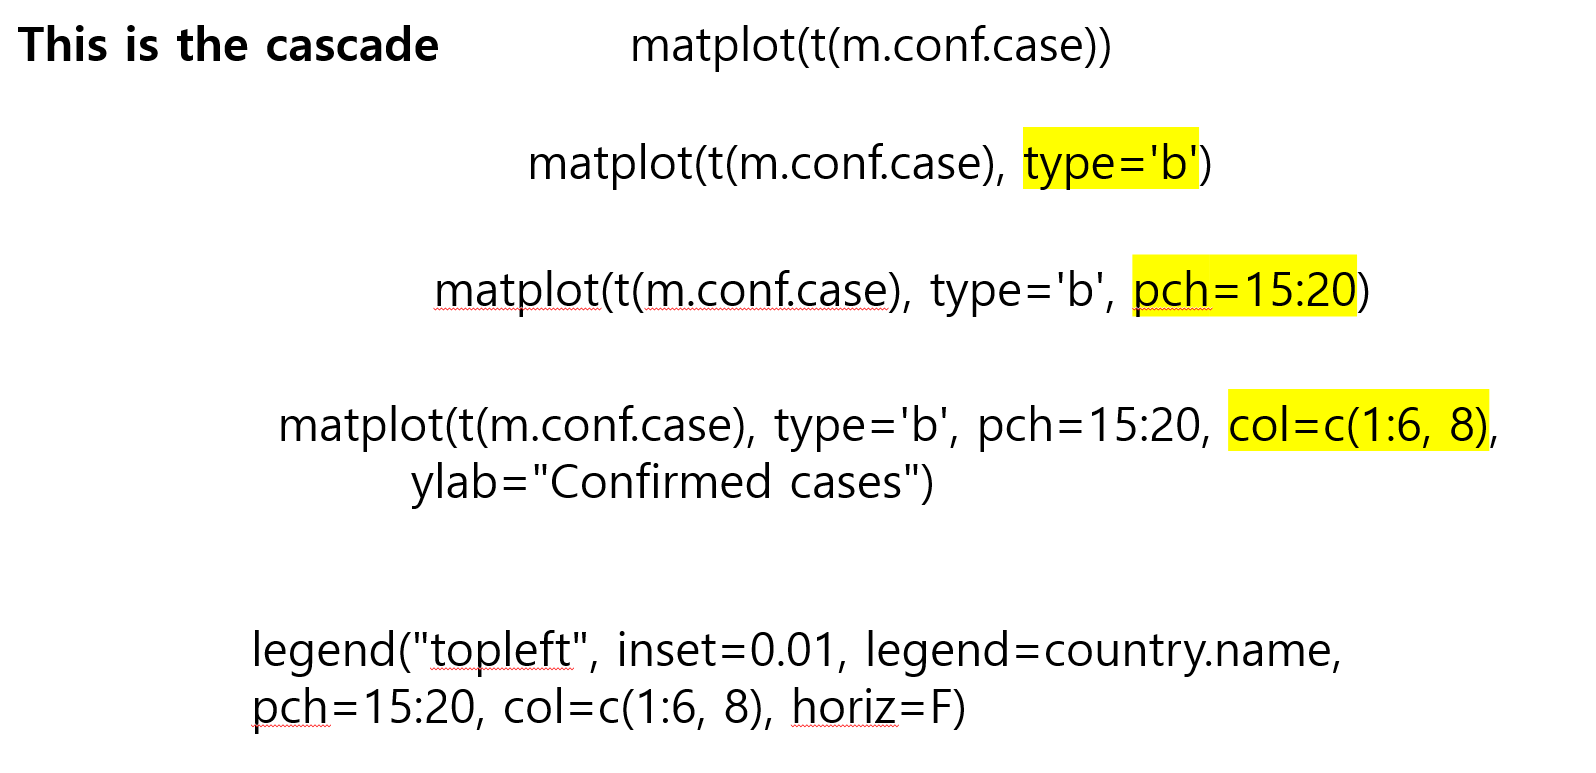 This is the cascade matplot(t(m.conf.case))
matplot(t(m.conf.case), type='b')
matplot(t(m.conf.case), type='b', pch=15:20)
matplot(t(m.conf.case), type='b', pch=15:20, col=c(1:6, 8),
ylab="Confirmed cases")
legend("topleft", inset=0.01, legend=country.name,
pch=15:20, col=c(1:6, 8), horiz=F)